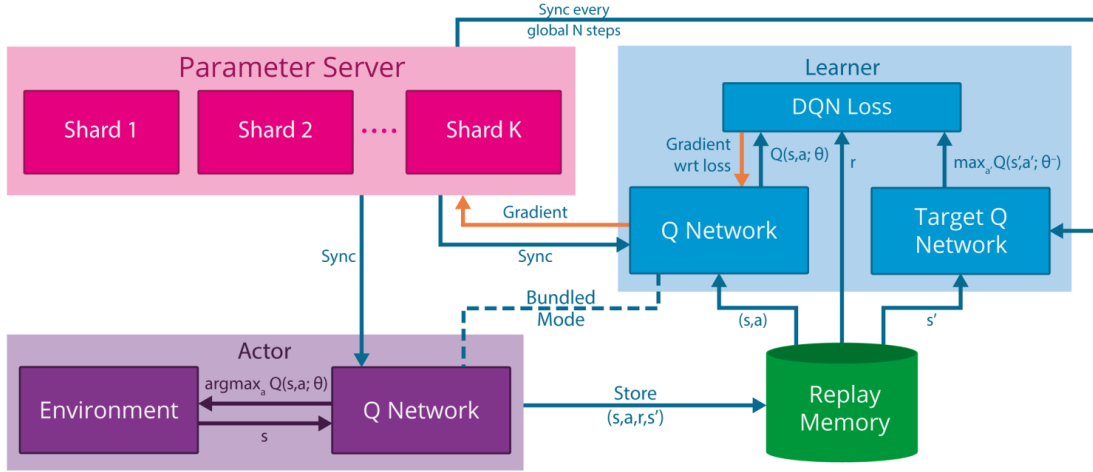 Sync every
global N steps
Parameter Server
Shard 1
Shard 2
Shard K
Learner
DQN Loss
Gradient
wrt loss
Q(s,a; θ)
r
maxₐ′ Q(s′,a′; θ⁻)
Q Network
Target Q
Network
Gradient
Sync
Sync
Bundled
Mode
(s,a)
s′
Actor
Environment
argmaxₐ Q(s,a; θ)
s
Q Network
Store
(s,a,r,s′)
Replay
Memory